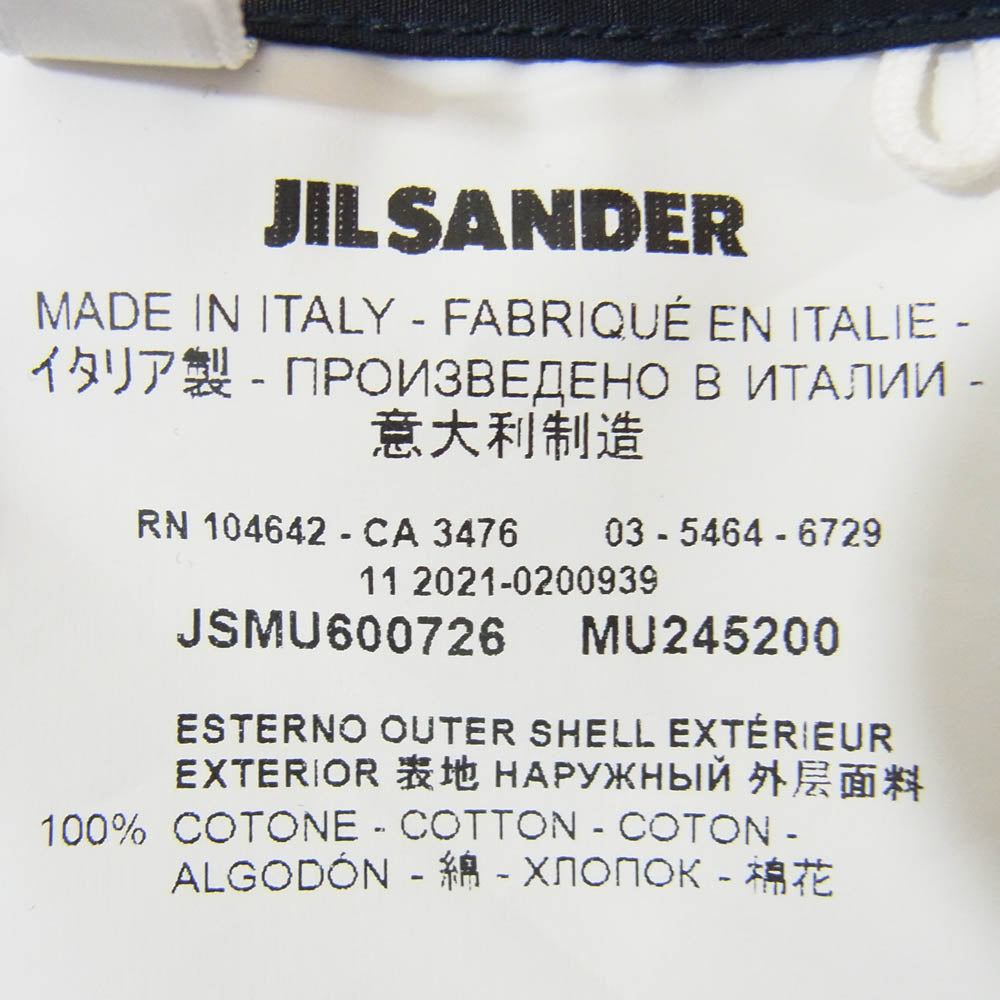 JIL SANDER
MADE IN ITALY - FABRIQUÉ EN ITALIE -
イタリア製 - ПРОИЗВЕДЕНО В ИТАЛИИ -
意大利制造
RN 104642 - CA 3476 03 - 5464 - 6729
11 2021-0200939
JSMU600726 MU245200
ESTERNO OUTER SHELL EXTÉRIEUR
EXTERIOR 表地 НАРУЖНЫЙ 外层面料
100% COTONE - COTTON - COTON -
ALGODÓN - 綿 - ХЛОПОК - 棉花